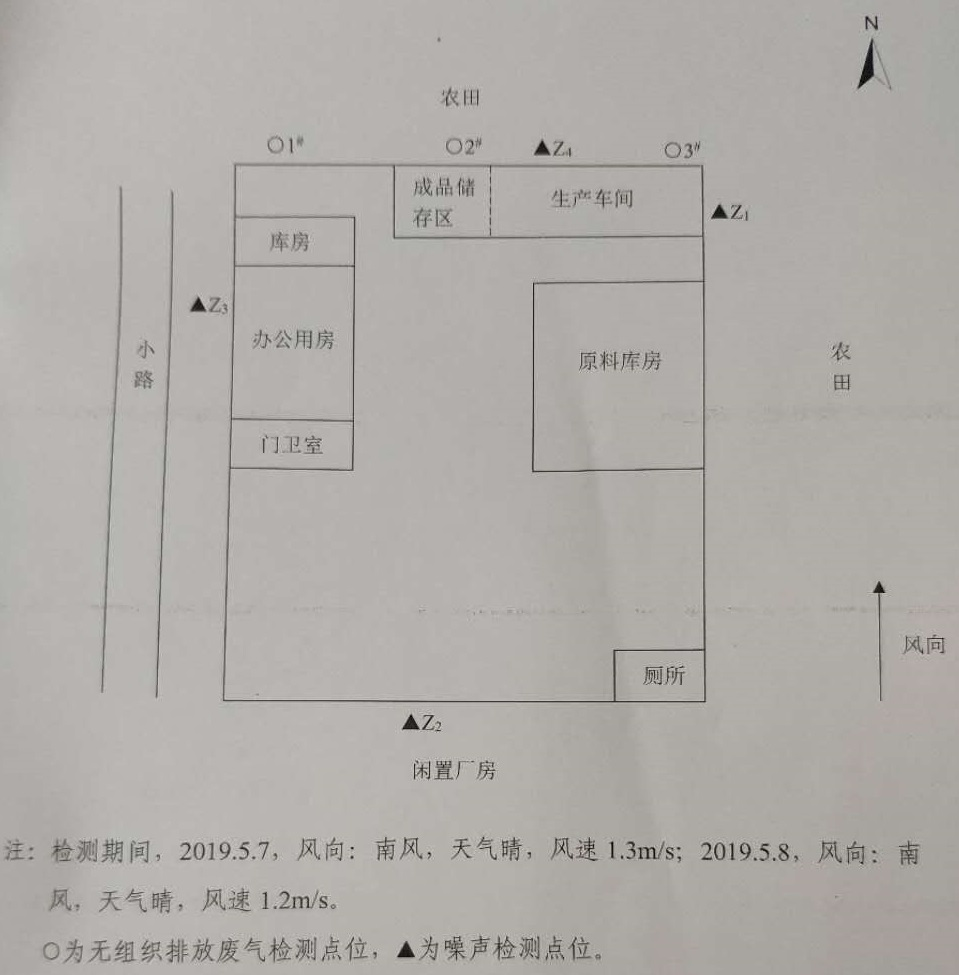 N
农田
○1#
○2#
▲Z4
○3#
成品储
存区
生产车间
▲Z1
库房
▲Z3
办公用房
小
路
原料库房
农
田
门卫室
风向
厕所
▲Z2
闲置厂房
注：检测期间，2019.5.7，风向：南风，天气晴，风速1.3m/s；2019.5.8，风向：南
风，天气晴，风速1.2m/s。
○为无组织排放废气检测点位，▲为噪声检测点位。